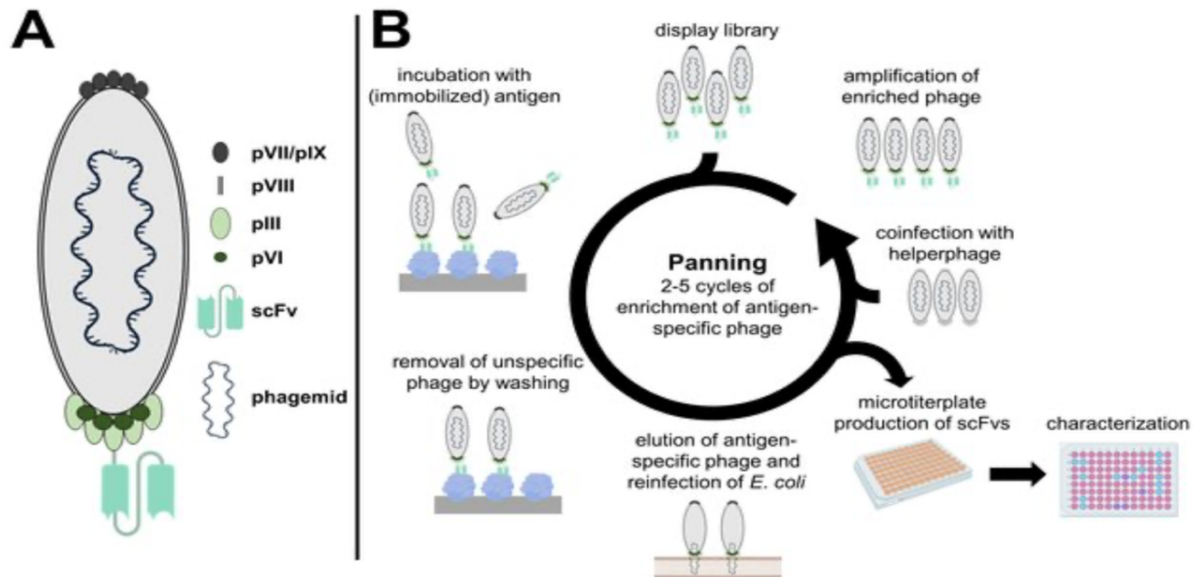 A
pVII/pIX
pVIII
pIII
pVI
scFv
phagemid
B
display library
incubation with
(immobilized) antigen
amplification of
enriched phage
coinfection with
helperphage
Panning
2-5 cycles of
enrichment of antigen-
specific phage
removal of unspecific
phage by washing
elution of antigen-
specific phage and
reinfection of E. coli
microtiterplate
production of scFvs
characterization